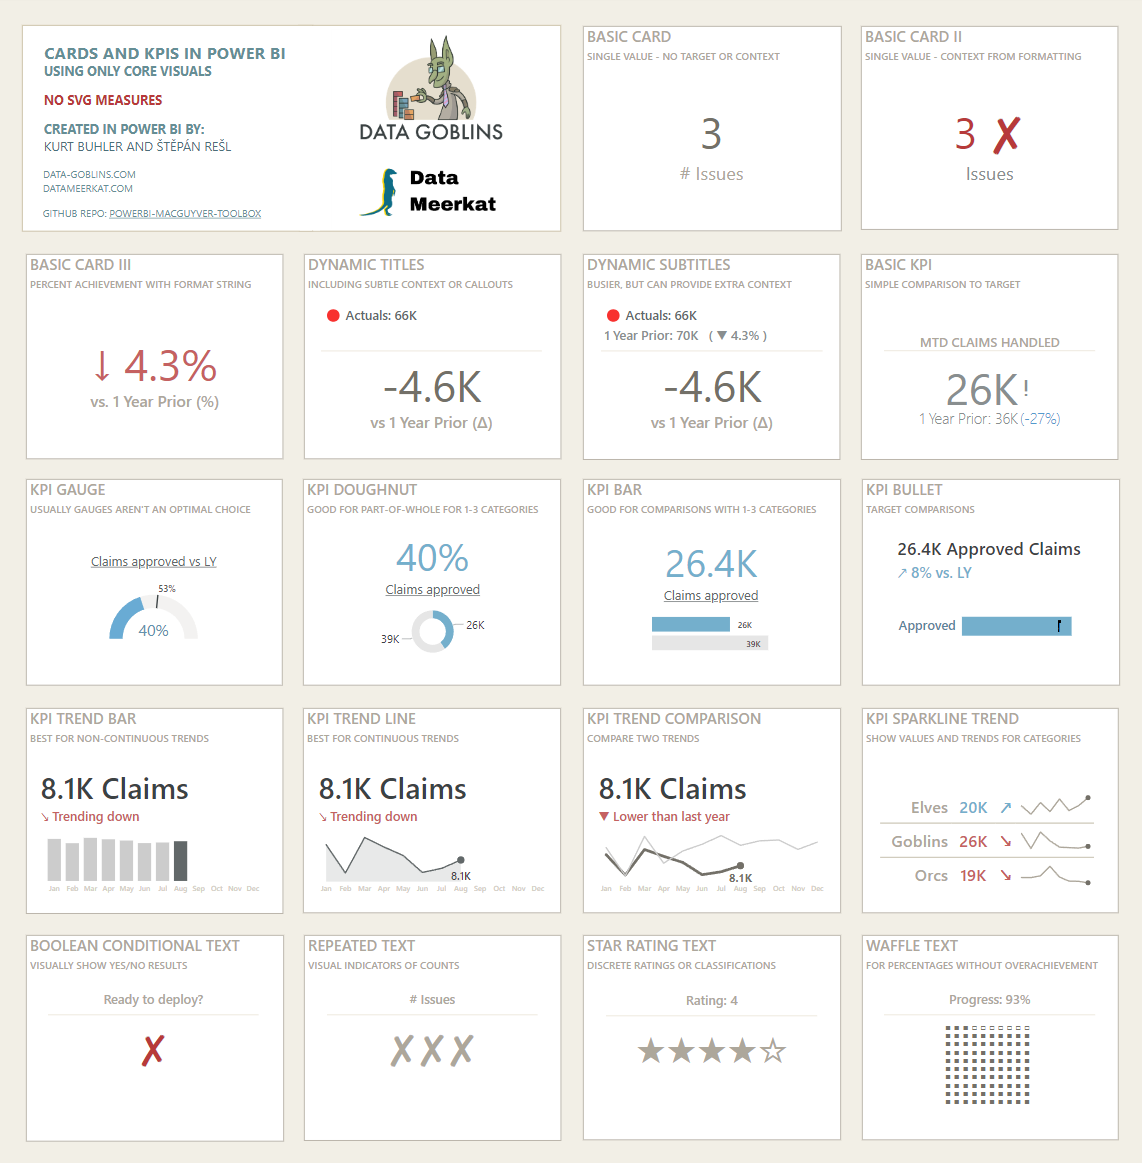 CARDS AND KPIS IN POWER BI
USING ONLY CORE VISUALS
NO SVG MEASURES
CREATED IN POWER BI BY:
KURT BUHLER AND ŠTĚPÁN REŠL
DATA-GOBLINS.COM
DATAMEERKAT.COM
GITHUB REPO: POWERBI-MACGUYVER-TOOLBOX
DATA GOBLINS
Data
Meerkat
BASIC CARD
SINGLE VALUE - NO TARGET OR CONTEXT
3
# Issues
BASIC CARD II
SINGLE VALUE - CONTEXT FROM FORMATTING
3 ✗
Issues
BASIC CARD III
PERCENT ACHIEVEMENT WITH FORMAT STRING
↓ 4.3%
vs. 1 Year Prior (%)
DYNAMIC TITLES
INCLUDING SUBTLE CONTEXT OR CALLOUTS
🔴 Actuals: 66K
-4.6K
vs 1 Year Prior (Δ)
DYNAMIC SUBTITLES
BUSIER, BUT CAN PROVIDE EXTRA CONTEXT
🔴 Actuals: 66K
1 Year Prior: 70K ( ▼ 4.3% )
-4.6K
vs 1 Year Prior (Δ)
BASIC KPI
SIMPLE COMPARISON TO TARGET
MTD CLAIMS HANDLED
26K !
1 Year Prior: 36K (-27%)
KPI GAUGE
USUALLY GAUGES AREN'T AN OPTIMAL CHOICE
Claims approved vs LY
53%
40%
KPI DOUGHNUT
GOOD FOR PART-OF-WHOLE FOR 1-3 CATEGORIES
40%
Claims approved
26K
39K
KPI BAR
GOOD FOR COMPARISONS WITH 1-3 CATEGORIES
26.4K
Claims approved
26K
39K
KPI BULLET
TARGET COMPARISONS
26.4K Approved Claims
↗ 8% vs. LY
Approved
KPI TREND BAR
BEST FOR NON-CONTINUOUS TRENDS
8.1K Claims
↘ Trending down
Jan Feb Mar Apr May Jun Jul Aug Sep Oct Nov Dec
KPI TREND LINE
BEST FOR CONTINUOUS TRENDS
8.1K Claims
↘ Trending down
8.1K
Jan Feb Mar Apr May Jun Jul Aug Sep Oct Nov Dec
KPI TREND COMPARISON
COMPARE TWO TRENDS
8.1K Claims
▼ Lower than last year
8.1K
Jan Feb Mar Apr May Jun Jul Aug Sep Oct Nov Dec
KPI SPARKLINE TREND
SHOW VALUES AND TRENDS FOR CATEGORIES
Elves 20K ↗
Goblins 26K ↘
Orcs 19K ↘
BOOLEAN CONDITIONAL TEXT
VISUALLY SHOW YES/NO RESULTS
Ready to deploy?
✗
REPEATED TEXT
VISUAL INDICATORS OF COUNTS
# Issues
✗✗✗
STAR RATING TEXT
DISCRETE RATINGS OR CLASSIFICATIONS
Rating: 4
★★★★☆
WAFFLE TEXT
FOR PERCENTAGES WITHOUT OVERACHIEVEMENT
Progress: 93%